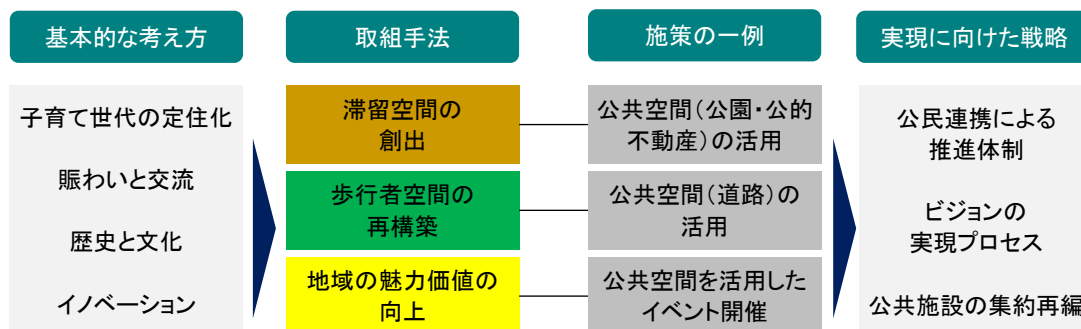 基本的な考え方
取組手法
施策の一例
実現に向けた戦略
子育て世代の定住化
賑わいと交流
歴史と文化
イノベーション
滞留空間の
創出
歩行者空間の
再構築
地域の魅力価値の
向上
公共空間(公園・公的
不動産)の活用
公共空間(道路)の
活用
公共空間を活用した
イベント開催
公民連携による
推進体制
ビジョンの
実現プロセス
公共施設の集約再編